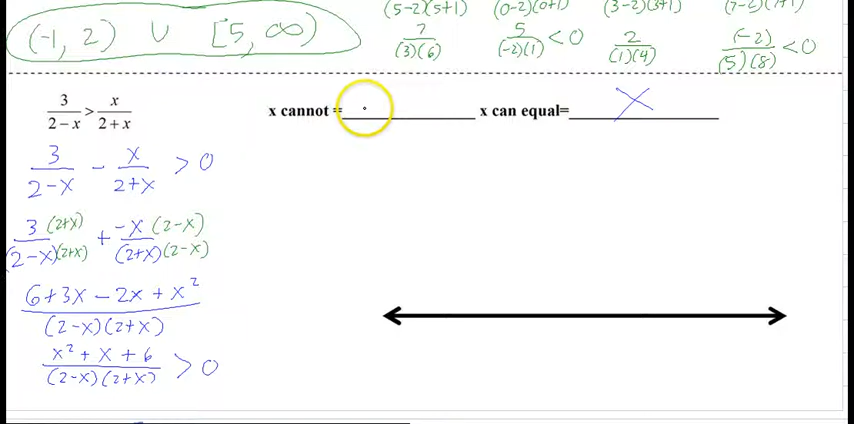 (5-2)(5+1) (0-2)(0+1) (3-2)(3+1) (7-2)(7+1)
(-1, 2) ∪ [5, ∞) 7/(3)(6) 5/(-2)(1) < 0 2/(1)(4) (-2)/(5)(8) < 0
3/(2-x) > x/(2+x) x cannot =____ x can equal=____ X
3/(2-x) - x/(2+x) > 0
3(2+x)/(2-x)(2+x) + -x(2-x)/(2+x)(2-x)
6+3x-2x+x²/(2-x)(2+x)
x²+x+6/(2-x)(2+x) > 0